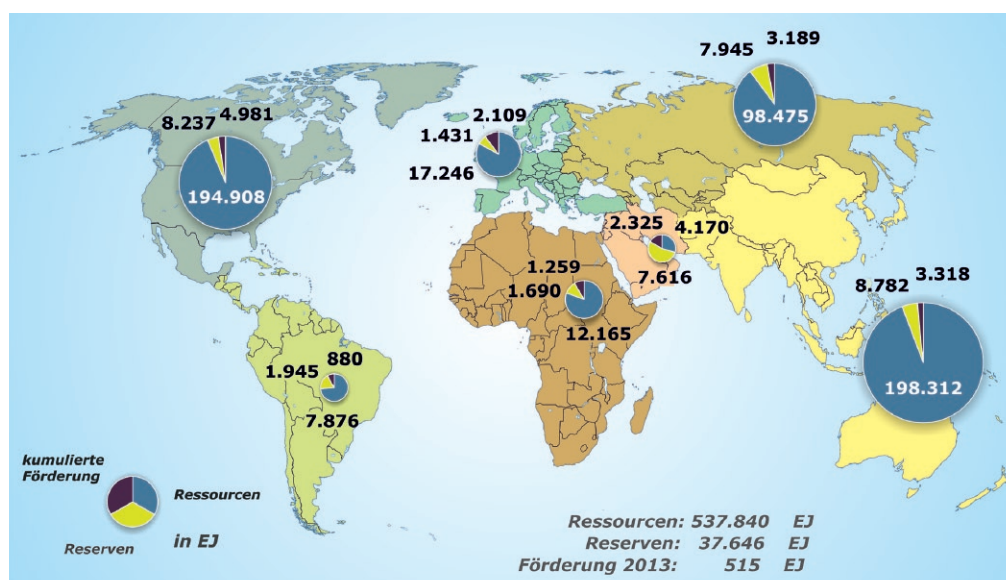 7.945 3.189
98.475
8.237 4.981
194.908
2.109
1.431
17.246
2.325 4.170
7.616
1.259
1.690
12.165
8.782 3.318
198.312
880
1.945
7.876
kumulierte
Förderung
Ressourcen
Reserven
in EJ
Ressourcen: 537.840 EJ
Reserven: 37.646 EJ
Förderung 2013: 515 EJ